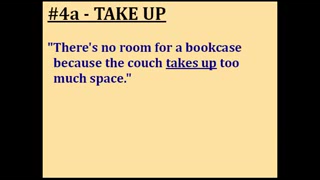 #4a - TAKE UP
"There's no room for a bookcase
because the couch takes up too
much space."